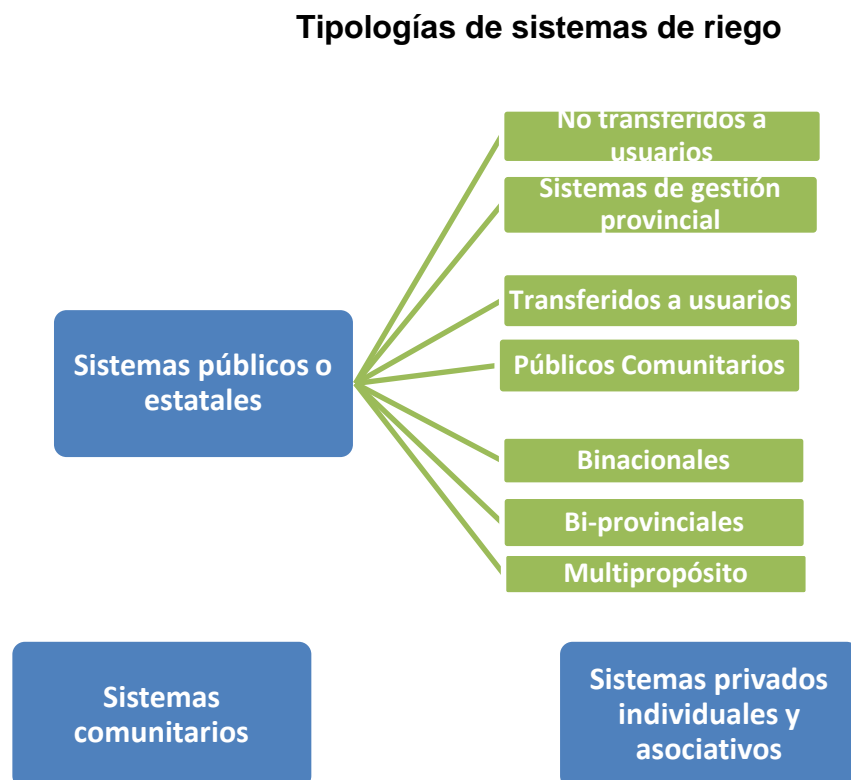 Tipologías de sistemas de riego
No transferidos a
usuarios
Sistemas de gestión
provincial
Transferidos a usuarios
Sistemas públicos o
estatales
Públicos Comunitarios
Binacionales
Bi-provinciales
Multipropósito
Sistemas
comunitarios
Sistemas privados
individuales y
asociativos